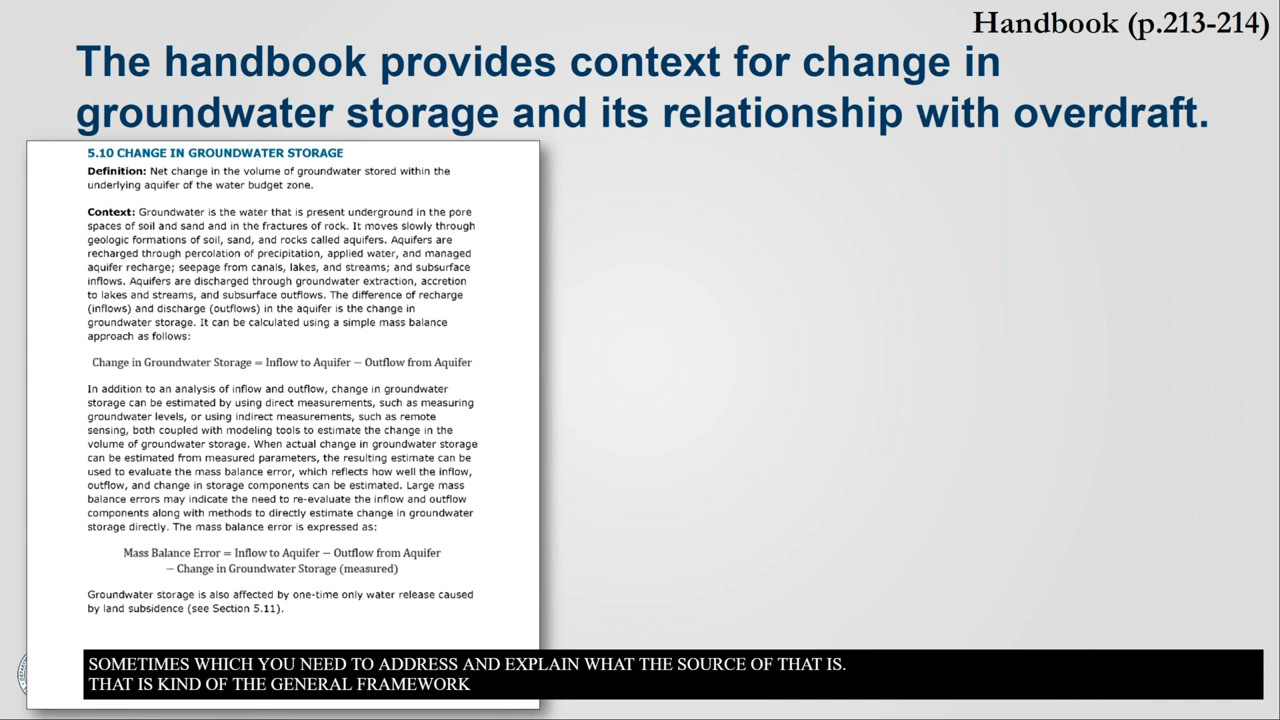 Handbook (p.213-214)
The handbook provides context for change in
groundwater storage and its relationship with overdraft.
5.10 CHANGE IN GROUNDWATER STORAGE
Definition: Net change in the volume of groundwater stored within the
underlying aquifer of the water budget zone.
Context: Groundwater is the water that is present underground in the pore
spaces of soil and sand and in the fractures of rock. It moves slowly through
geologic formations of soil, sand, and rocks called aquifers. Aquifers are
recharged through percolation of precipitation, applied water, and managed
aquifer recharge; seepage from canals, lakes, and streams; and subsurface
inflows. Aquifers are discharged through groundwater extraction, accretion
to lakes and streams, and subsurface outflows. The difference of recharge
(inflows) and discharge (outflows) in the aquifer is the change in
groundwater storage. It can be calculated using a simple mass balance
approach as follows:
Change in Groundwater Storage = Inflow to Aquifer − Outflow from Aquifer
In addition to an analysis of inflow and outflow, change in groundwater
storage can be estimated by using direct measurements, such as measuring
groundwater levels, or using indirect measurements, such as remote
sensing, both coupled with modeling tools to estimate the change in the
volume of groundwater storage. When actual change in groundwater storage
can be estimated from measured parameters, the resulting estimate can be
used to evaluate the mass balance error, which reflects how well the inflow,
outflow, and change in storage components can be estimated. Large mass
balance errors may indicate the need to re-evaluate the inflow and outflow
components along with methods to directly estimate change in groundwater
storage directly. The mass balance error is expressed as:
Mass Balance Error = Inflow to Aquifer − Outflow from Aquifer
− Change in Groundwater Storage (measured)
Groundwater storage is also affected by one-time only water release caused
by land subsidence (see Section 5.11).
SOMETIMES WHICH YOU NEED TO ADDRESS AND EXPLAIN WHAT THE SOURCE OF THAT IS.
THAT IS KIND OF THE GENERAL FRAMEWORK